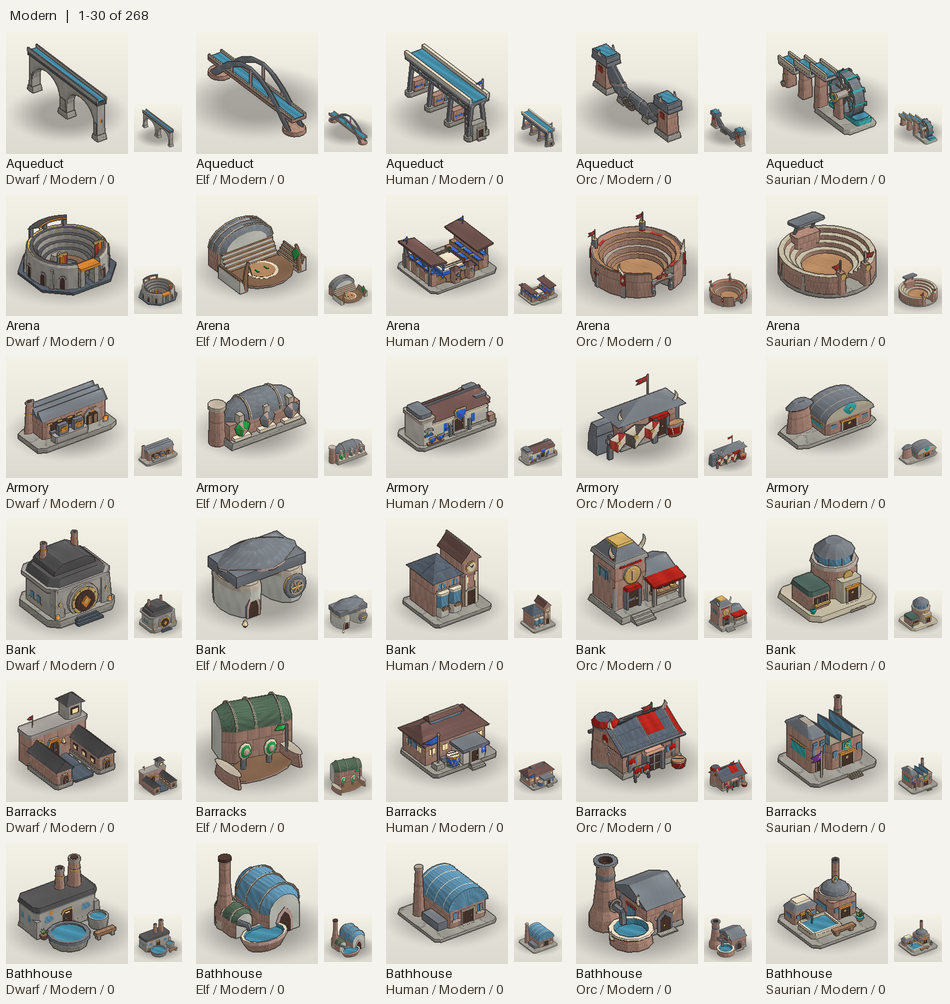 Modern | 1-30 of 268
Aqueduct
Dwarf / Modern / 0
Aqueduct
Elf / Modern / 0
Aqueduct
Human / Modern / 0
Aqueduct
Orc / Modern / 0
Aqueduct
Saurian / Modern / 0
Arena
Dwarf / Modern / 0
Arena
Elf / Modern / 0
Arena
Human / Modern / 0
Arena
Orc / Modern / 0
Arena
Saurian / Modern / 0
Armory
Dwarf / Modern / 0
Armory
Elf / Modern / 0
Armory
Human / Modern / 0
Armory
Orc / Modern / 0
Armory
Saurian / Modern / 0
Bank
Dwarf / Modern / 0
Bank
Elf / Modern / 0
Bank
Human / Modern / 0
Bank
Orc / Modern / 0
Bank
Saurian / Modern / 0
Barracks
Dwarf / Modern / 0
Barracks
Elf / Modern / 0
Barracks
Human / Modern / 0
Barracks
Orc / Modern / 0
Barracks
Saurian / Modern / 0
Bathhouse
Dwarf / Modern / 0
Bathhouse
Elf / Modern / 0
Bathhouse
Human / Modern / 0
Bathhouse
Orc / Modern / 0
Bathhouse
Saurian / Modern / 0